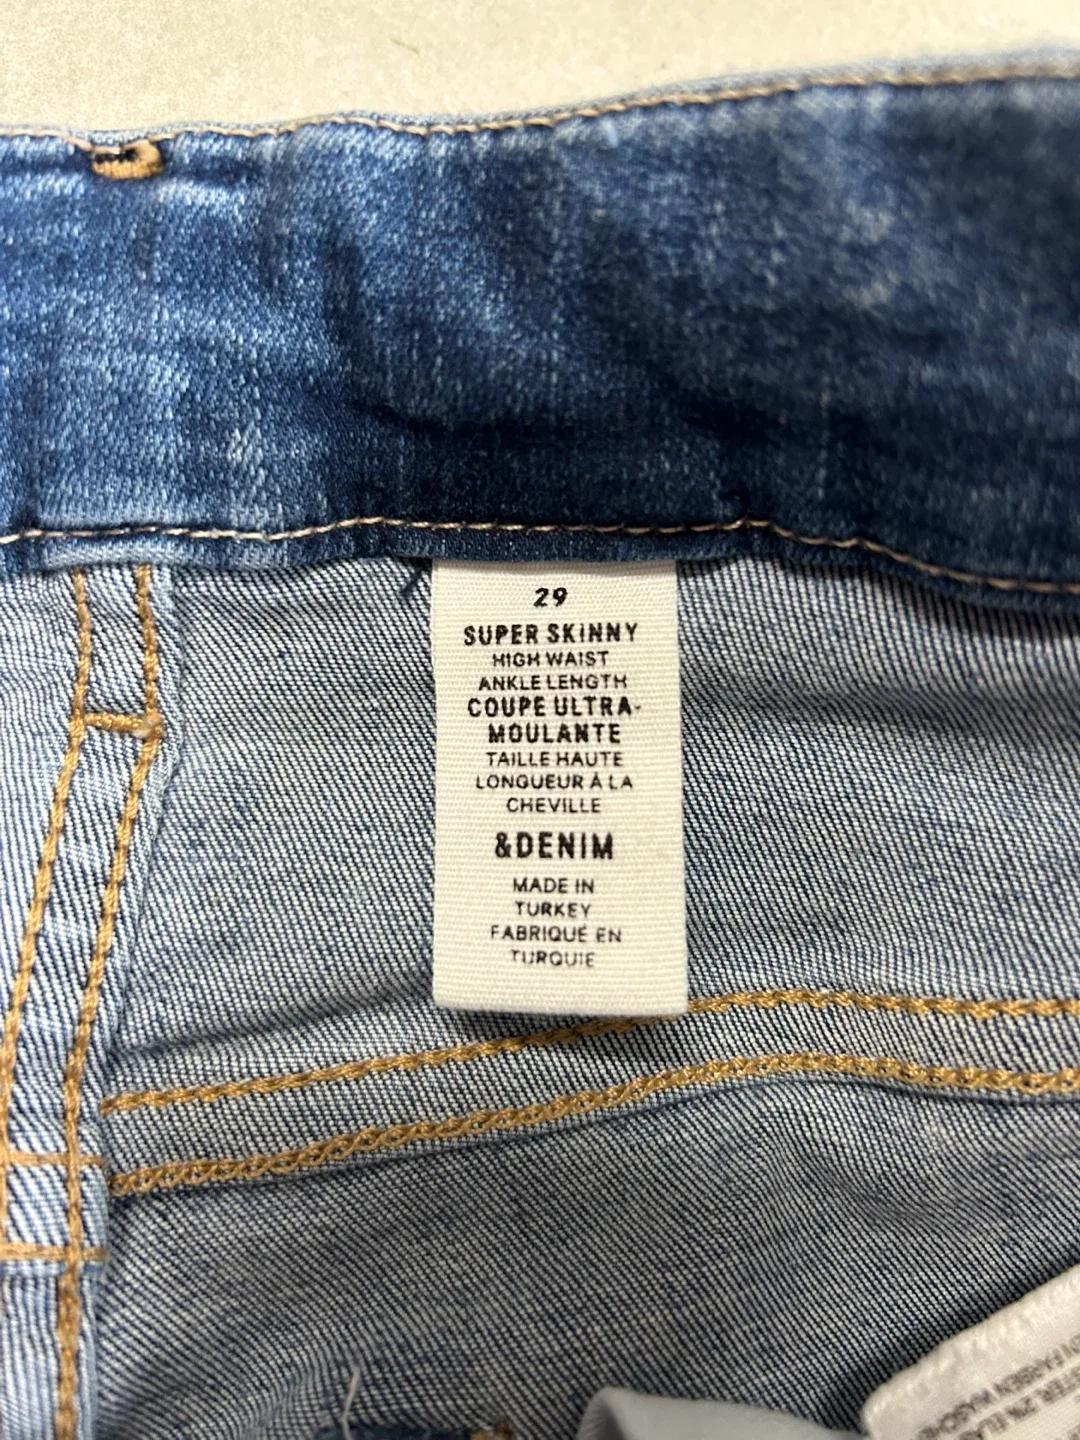 29
SUPER SKINNY
HIGH WAIST
ANKLE LENGTH
COUPE ULTRA-
MOULANTE
TAILLE HAUTE
LONGUEUR À LA
CHEVILLE
&DENIM
MADE IN
TURKEY
FABRIQUÉ EN
TURQUIE